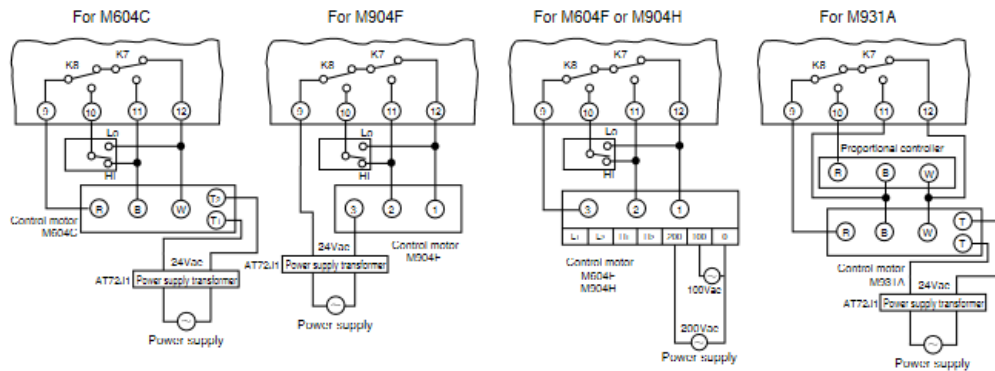 For M604C
For M904F
For M604F or M904H
For M931A
K8 K7
9 10 11 12
Lo
Hi
R B W T2
T1
Control motor
M604C
24Vac
AT72J1 Power supply transformer
Power supply
K8 K7
9 10 11 12
Lo
Hi
3 2 1
Control motor
M904F
24Vac
AT72J1 Power supply transformer
Power supply
K8 K7
9 10 11 12
Lo
Hi
3 2 1
200 100 0
Control motor
M604F
M904H
100Vac
200Vac
Power supply
K8 K7
9 10 11 12
Proportional controller
R B W
R B W T
T
Control motor
M931A
24Vac
AT72J1 Power supply transformer
Power supply